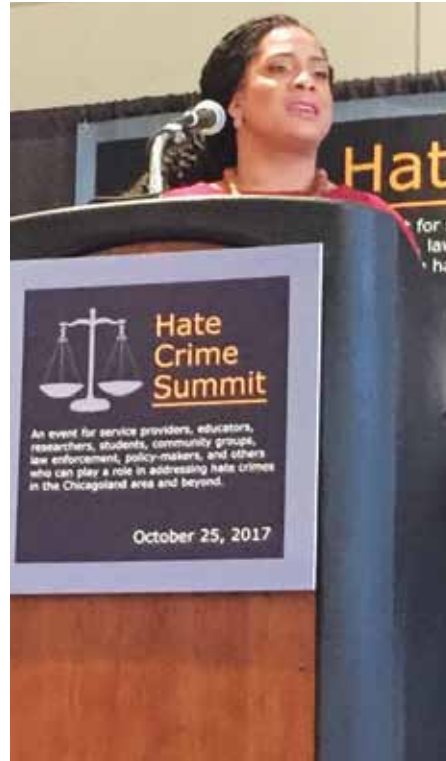 Hat
for
law
ha
Hate
Crime
Summit
An event for service providers, educators,
researchers, students, community groups,
law enforcement, policy-makers, and others
who can play a role in addressing hate crimes
in the Chicagoland area and beyond.
October 25, 2017